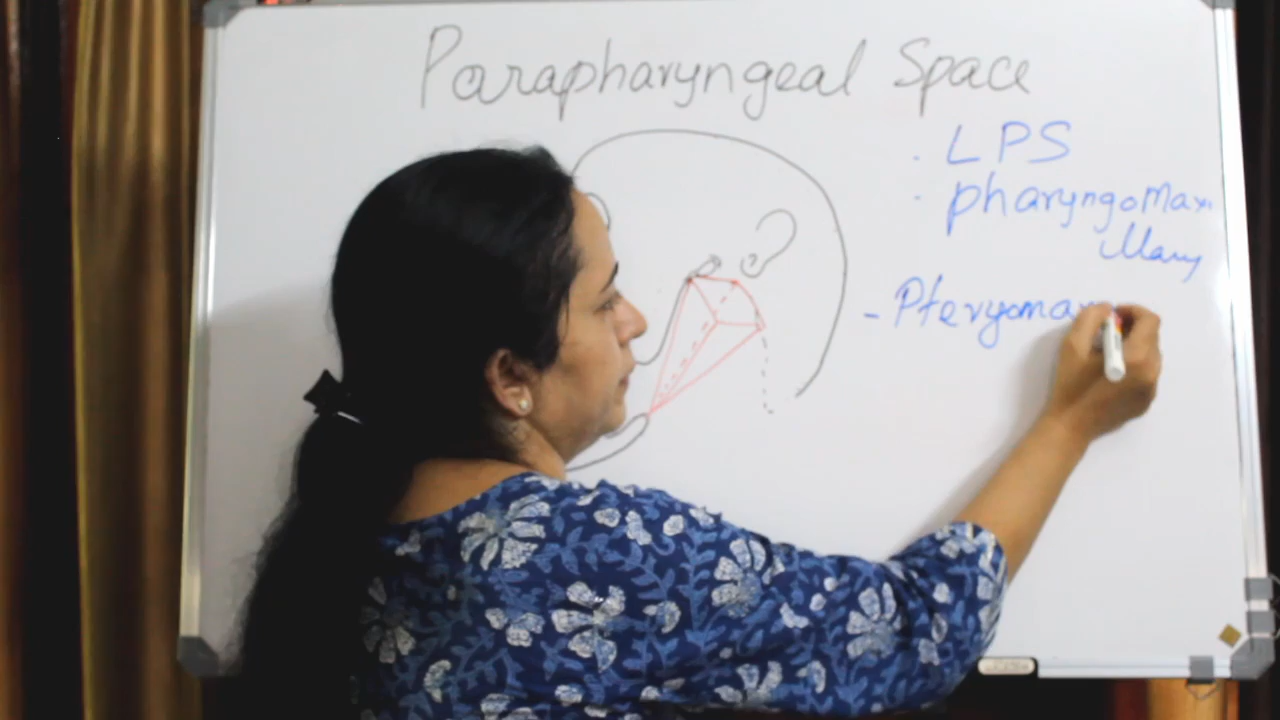 Parapharyngeal Space
. LPS
. pharyngomaxi
llary
- Pterygoma